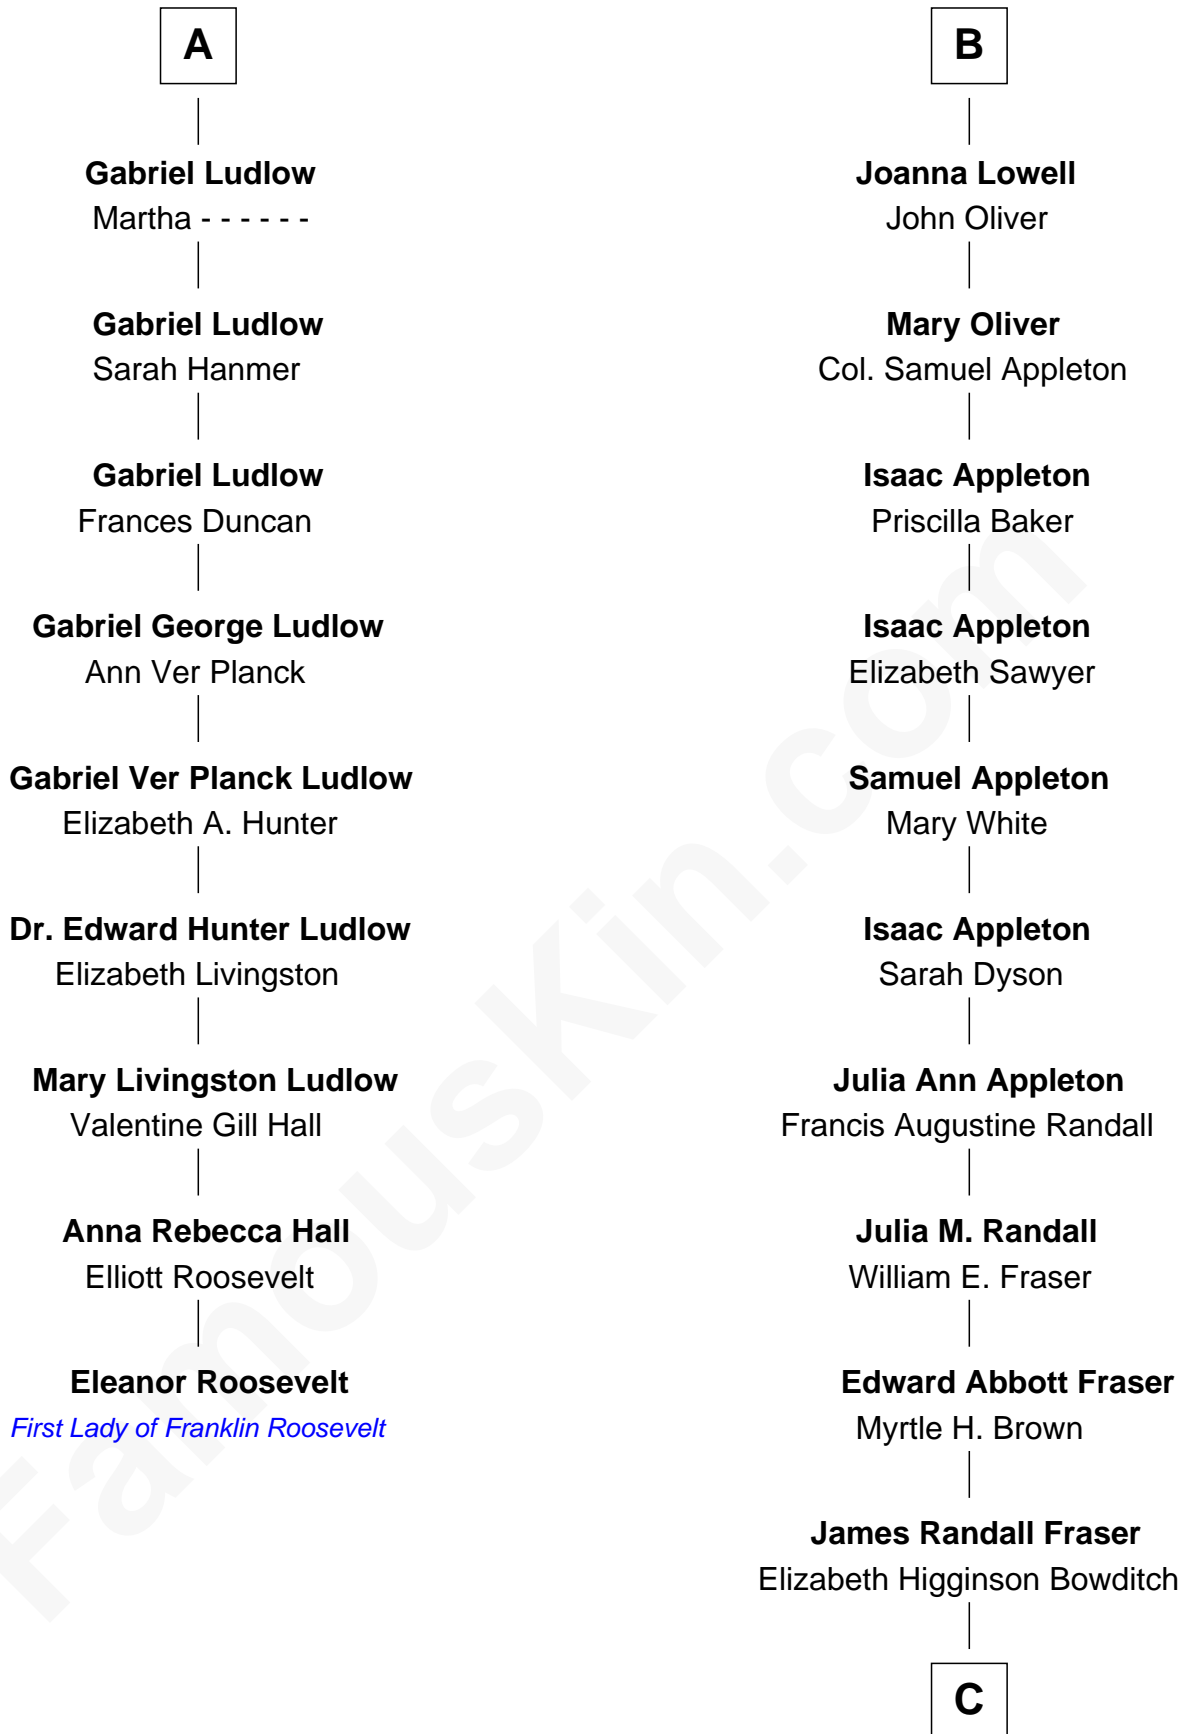 A
Gabriel Ludlow
Martha - - - - - -
Gabriel Ludlow
Sarah Hanmer
Gabriel Ludlow
Frances Duncan
Gabriel George Ludlow
Ann Ver Planck
Gabriel Ver Planck Ludlow
Elizabeth A. Hunter
Dr. Edward Hunter Ludlow
Elizabeth Livingston
Mary Livingston Ludlow
Valentine Gill Hall
Anna Rebecca Hall
Elliott Roosevelt
Eleanor Roosevelt
First Lady of Franklin Roosevelt
B
Joanna Lowell
John Oliver
Mary Oliver
Col. Samuel Appleton
Isaac Appleton
Priscilla Baker
Isaac Appleton
Elizabeth Sawyer
Samuel Appleton
Mary White
Isaac Appleton
Sarah Dyson
Julia Ann Appleton
Francis Augustine Randall
Julia M. Randall
William E. Fraser
Edward Abbott Fraser
Myrtle H. Brown
James Randall Fraser
Elizabeth Higginson Bowditch
C
FamousKin.com